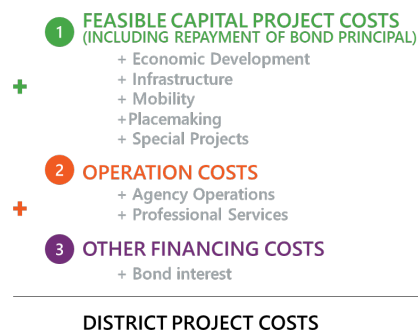 1 FEASIBLE CAPITAL PROJECT COSTS
(INCLUDING REPAYMENT OF BOND PRINCIPAL)
+ Economic Development
+ Infrastructure
+ Mobility
+Placemaking
+ Special Projects
+
2 OPERATION COSTS
+ Agency Operations
+ Professional Services
+
3 OTHER FINANCING COSTS
+ Bond interest
DISTRICT PROJECT COSTS